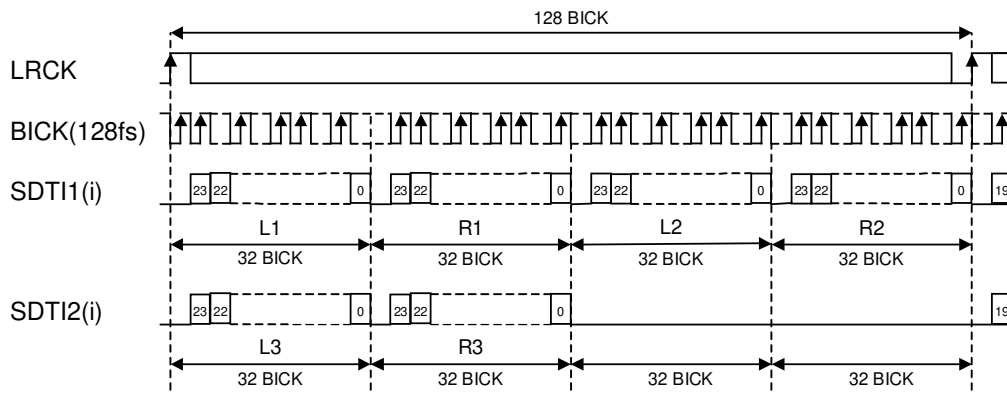 128 BICK
LRCK
BICK(128fs)
SDTI1(i) 23 22 0 23 22 0 23 22 0 23 22 0 19
L1 R1 L2 R2
32 BICK 32 BICK 32 BICK 32 BICK
SDTI2(i) 23 22 0 23 22 0 19
L3 R3
32 BICK 32 BICK 32 BICK 32 BICK